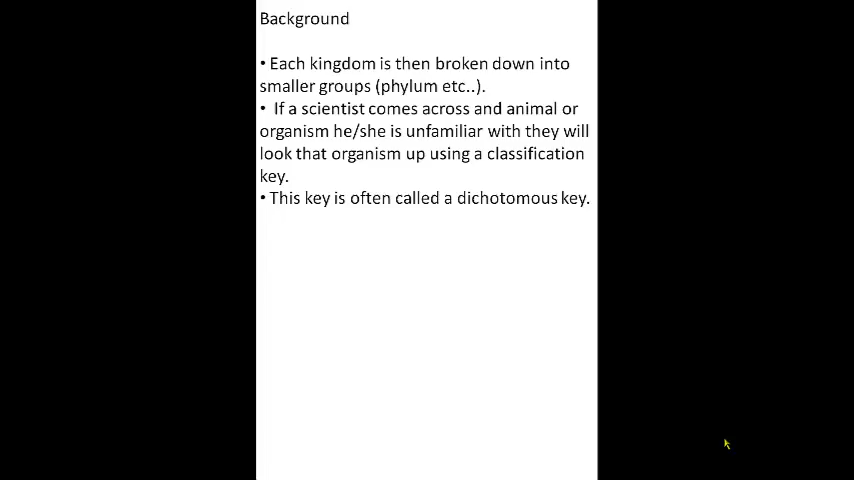 Background
• Each kingdom is then broken down into
smaller groups (phylum etc..).
• If a scientist comes across and animal or
organism he/she is unfamiliar with they will
look that organism up using a classification
key.
• This key is often called a dichotomous key.